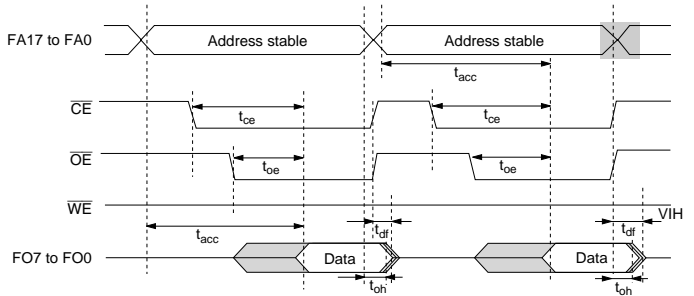 FA17 to FA0
Address stable
Address stable
tacc
CE
tce
tce
OE
toe
toe
WE
VIH
tacc
tdf
tdf
FO7 to FO0
Data
Data
toh
toh